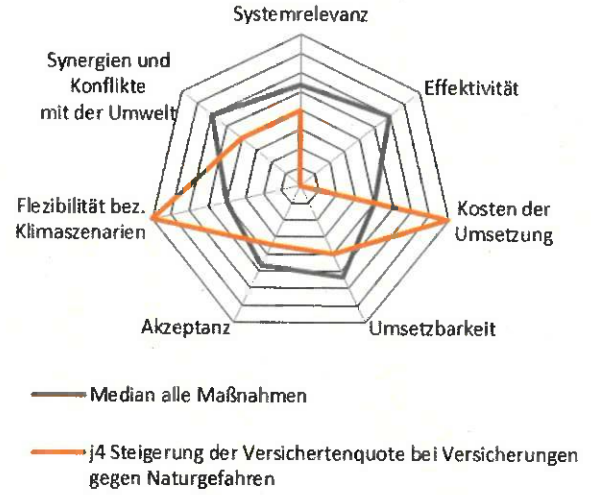 Systemrelevanz
Synergien und
Konflikte
mit der Umwelt
Effektivität
Flezibilität bez.
Klimaszenarien
Kosten der
Umsetzung
Akzeptanz
Umsetzbarkeit
Median alle Maßnahmen
j4 Steigerung der Versichertenquote bei Versicherungen
gegen Naturgefahren